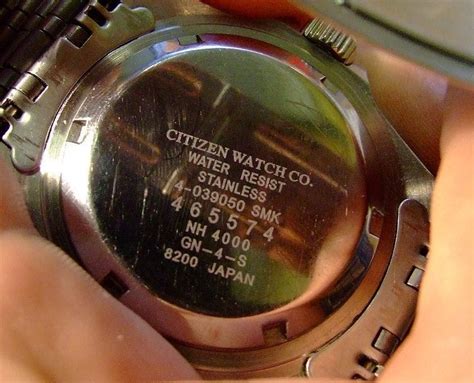 CITIZEN WATCH CO.
WATER RESIST
STAINLESS
4-039050 SMK
465574
NH 4000
GN-4-S
8200 JAPAN